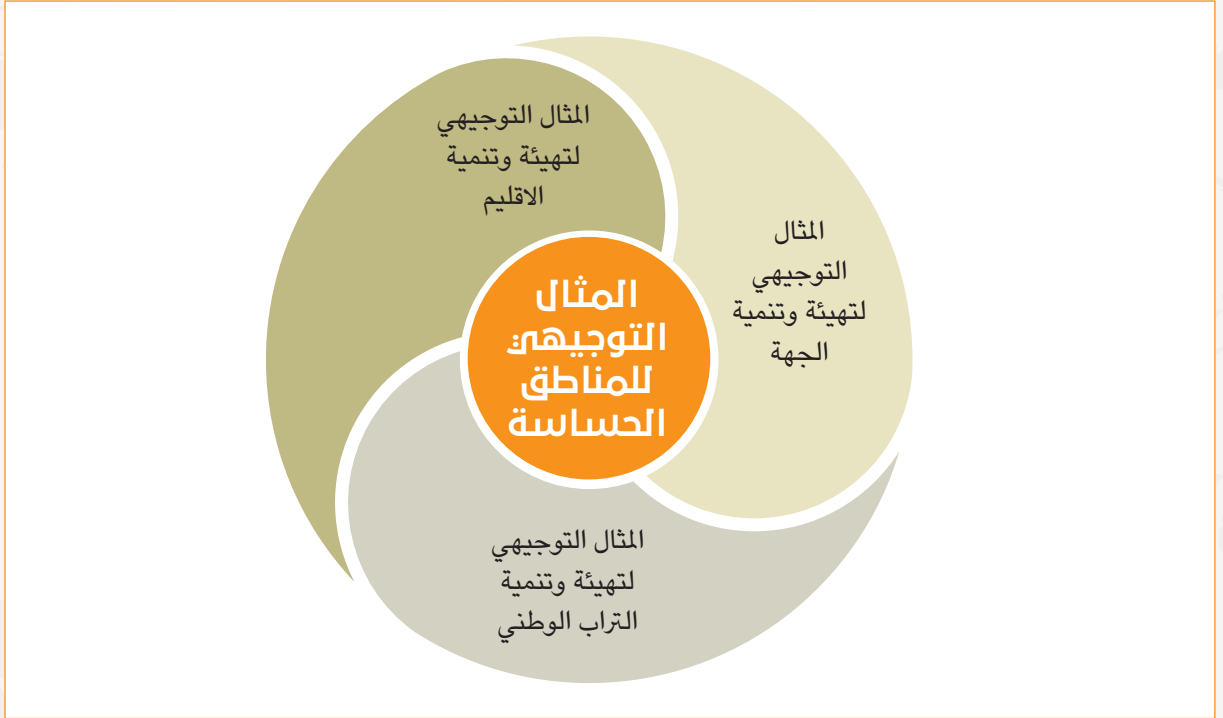 المثال التوجيهي
لتهيئة وتنمية
الاقليم
المثال
التوجيهي
لتهيئة وتنمية
الجهة
المثال
التوجيهي
للمناطق
الحساسة
المثال التوجيهي
لتهيئة وتنمية
التراب الوطني